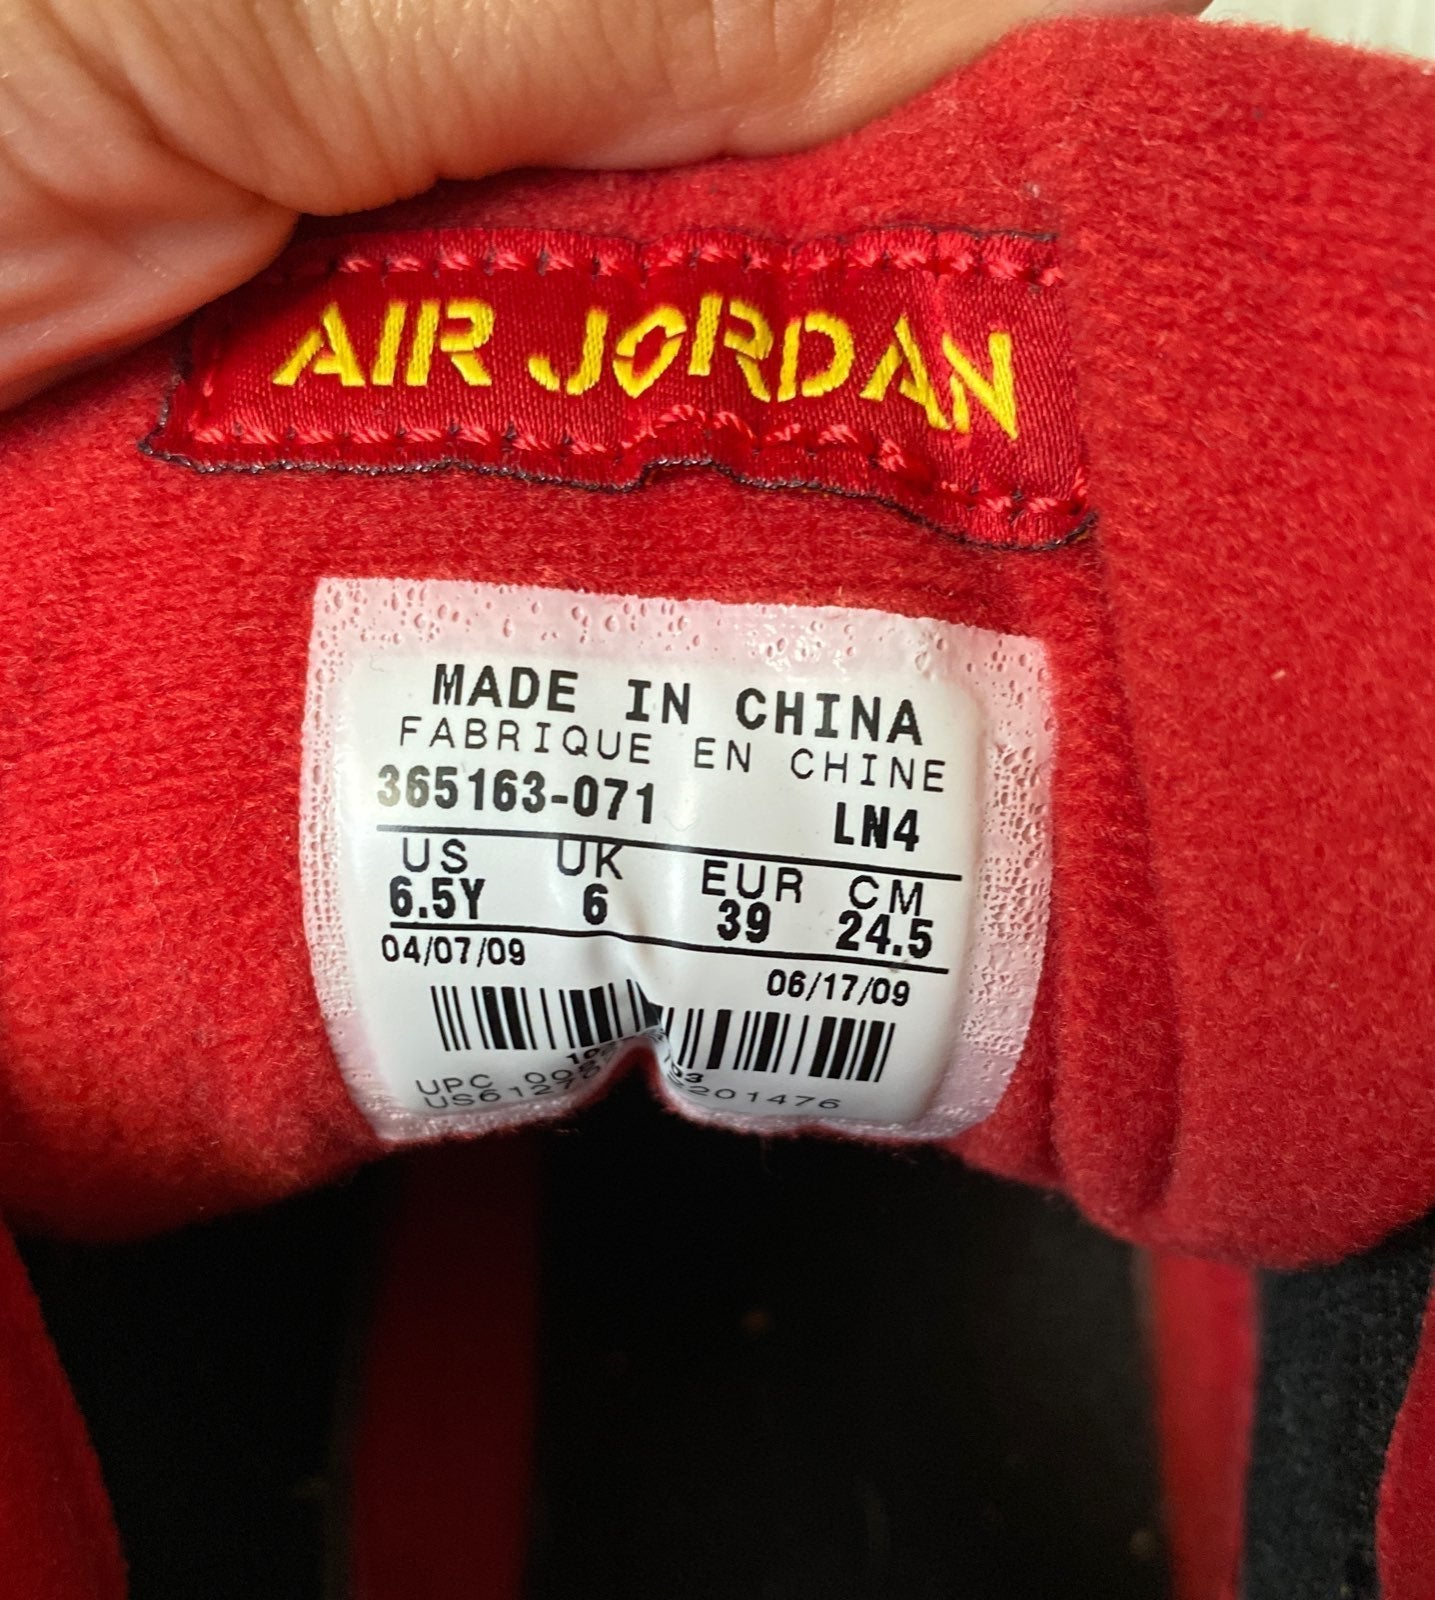 AIR JORDAN
MADE IN CHINA
FABRIQUE EN CHINE
365163-071 LN4
US UK EUR CM
6.5Y 6 39 24.5
04/07/09 06/17/09
UPC